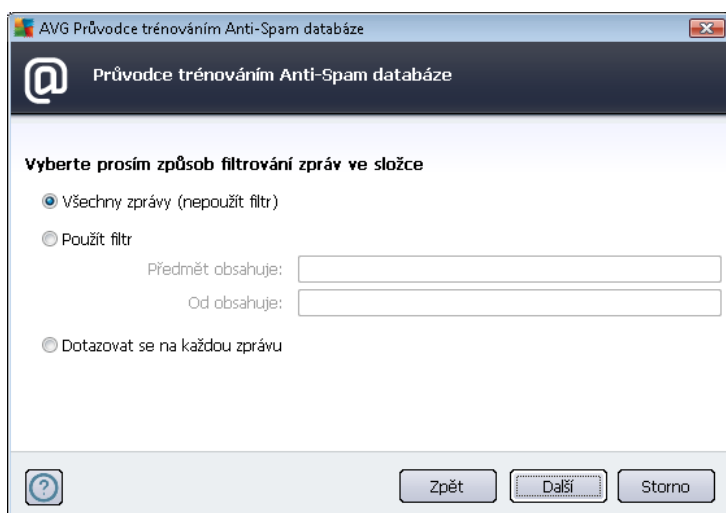 AVG Průvodce trénováním Anti-Spam databáze
@ Průvodce trénováním Anti-Spam databáze
Vyberte prosím způsob filtrování zpráv ve složce
Všechny zprávy (nepoužít filtr)
Použít filtr
Předmět obsahuje:
Od obsahuje:
Dotazovat se na každou zprávu
? Zpět Další Storno